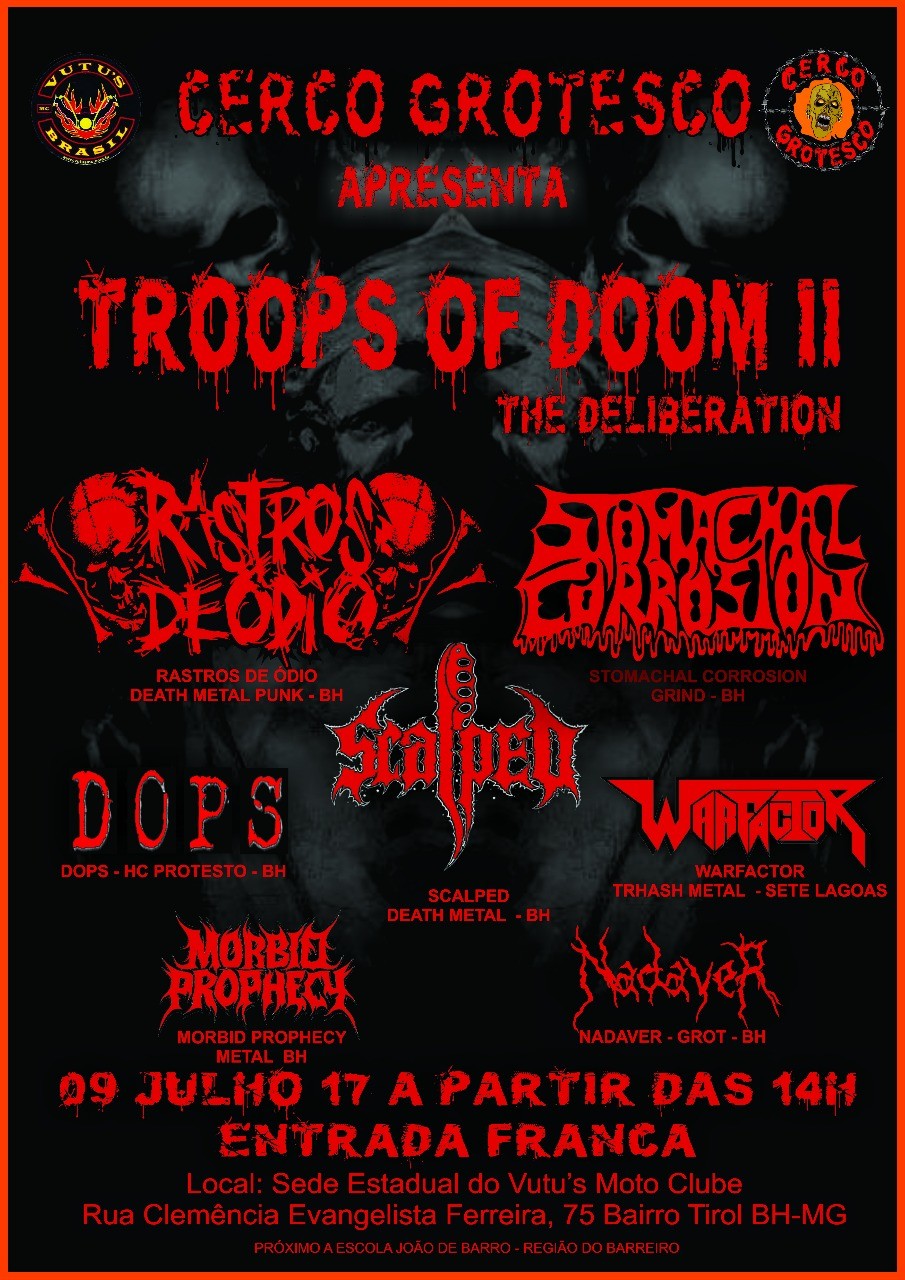 VUTU'S
MC
BRASIL
CERCO GROTESCO
CERCO
GROTESCO
APRESENTA
TROOPS OF DOOM II
THE DELIBERATION
RASTROS
DE ÓDIO
STOMACHAL
CORROSION
RASTROS DE ÓDIO
DEATH METAL PUNK - BH
STOMACHAL CORROSION
GRIND - BH
SCALPED
DOPS
WARFACTOR
DOPS - HC PROTESTO - BH
WARFACTOR
TRHASH METAL - SETE LAGOAS
SCALPED
DEATH METAL - BH
MORBID
PROPHECY
NADAVER
MORBID PROPHECY
METAL BH
NADAVER - GROT - BH
09 JULHO 17 A PARTIR DAS 14H
ENTRADA FRANCA
Local: Sede Estadual do Vutu's Moto Clube
Rua Clemência Evangelista Ferreira, 75 Bairro Tirol BH-MG
PRÓXIMO A ESCOLA JOÃO DE BARRO - REGIÃO DO BARREIRO